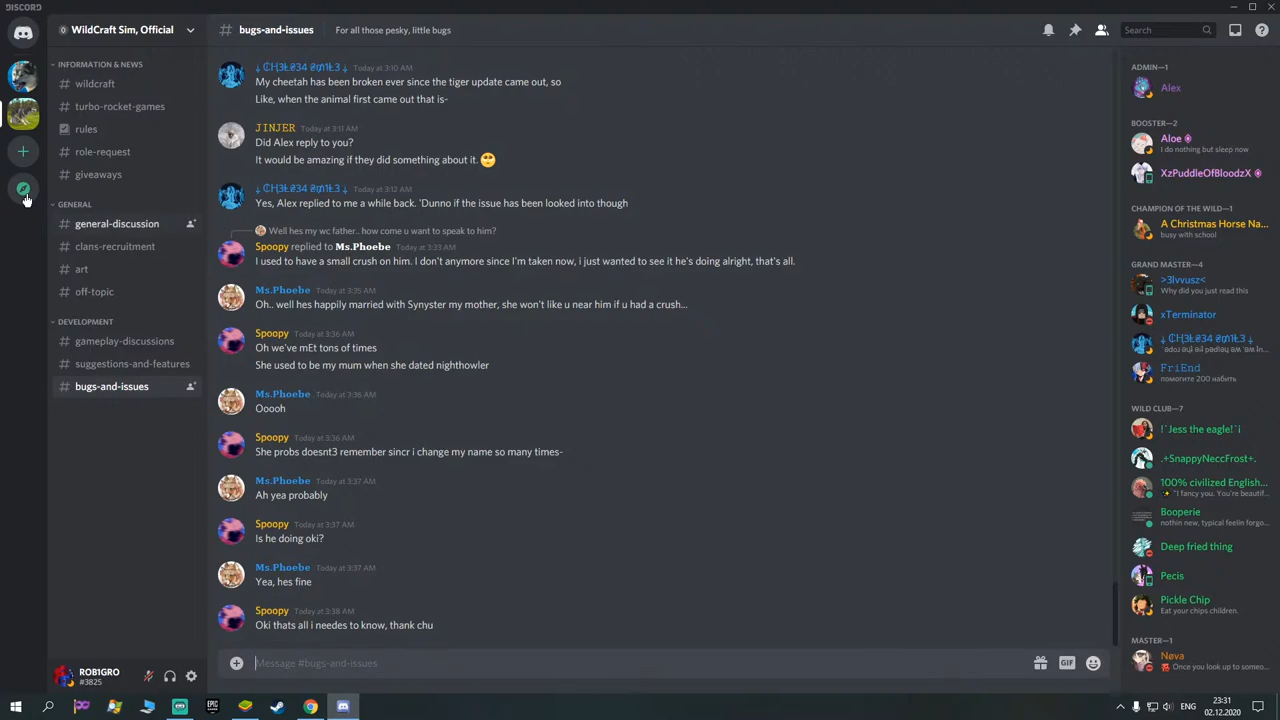 DISCORD
WildCraft Sim, Official
# bugs-and-issues
For all those pesky, little bugs
Search
INFORMATION & NEWS
# wildcraft
# turbo-rocket-games
rules
# role-request
# giveaways
GENERAL
# general-discussion
# clans-recruitment
# art
# off-topic
DEVELOPMENT
# gameplay-discussions
# suggestions-and-features
# bugs-and-issues
ROB1GRO
#3825
Today at 3:10 AM
My cheetah has been broken ever since the tiger update came out, so
Like, when the animal first came out that is-
JINJER Today at 3:11 AM
Did Alex reply to you?
It would be amazing if they did something about it. 🥺
Today at 3:12 AM
Yes, Alex replied to me a while back. 'Dunno if the issue has been looked into though
Well hes my wc father.. how come u want to speak to him?
Spoopy replied to Ms.Phoebe Today at 3:33 AM
I used to have a small crush on him. I don't anymore since I'm taken now, i just wanted to see it he's doing alright, that's all.
Ms.Phoebe Today at 3:35 AM
Oh.. well hes happily married with Synyster my mother, she won't like u near him if u had a crush...
Spoopy Today at 3:36 AM
Oh we've mEt tons of times
She used to be my mum when she dated nighthowler
Ms.Phoebe Today at 3:36 AM
Ooooh
Spoopy Today at 3:36 AM
She probs doesnt3 remember sincr i change my name so many times-
Ms.Phoebe Today at 3:37 AM
Ah yea probably
Spoopy Today at 3:37 AM
Is he doing oki?
Ms.Phoebe Today at 3:37 AM
Yea, hes fine
Spoopy Today at 3:38 AM
Oki thats all i needes to know, thank chu
Message #bugs-and-issues
GIF
ADMIN—1
Alex
BOOSTER—2
Aloe
I do nothing but sleep now
XzPuddleOfBloodzX
CHAMPION OF THE WILD—1
A Christmas Horse Na...
busy with school
GRAND MASTER—4
>3lvvusz<
Why did you just read this
xTerminator
FriEnd
помогите 200 набить
WILD CLUB—7
!`Jess the eagle!`i
.+SnappyNeccFrost+.
100% civilized English...
✨ "I fancy you. You're beautif...
Booperie
nothin new, typical feelin forgo...
Deep fried thing
Pecis
Pickle Chip
Eat your chips children.
MASTER—1
Nøva
Once you look up to someo...
EPIC
GAMES
ENG
23:31
02.12.2020